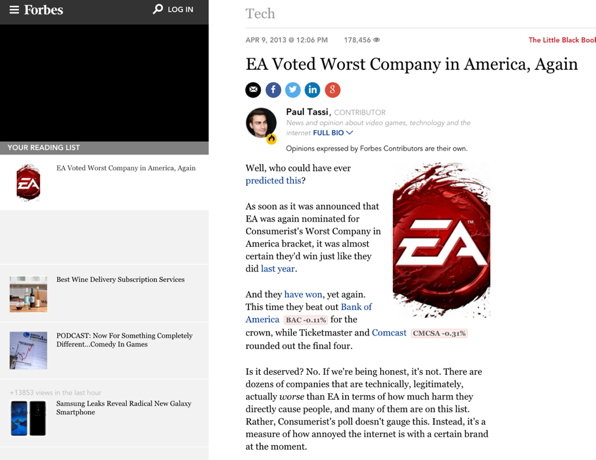 Forbes
LOG IN
YOUR READING LIST
EA Voted Worst Company in America, Again
EA
Best Wine Delivery Subscription Services
PODCAST: Now For Something Completely
Different...Comedy In Games
+13853 views in the last hour
Samsung Leaks Reveal Radical New Galaxy
Smartphone
Tech
APR 9, 2013 @ 12:06 PM 178,456
The Little Black Boo
EA Voted Worst Company in America, Again
Paul Tassi, CONTRIBUTOR
News and opinion about video games, technology and the
internet FULL BIO
Opinions expressed by Forbes Contributors are their own.
Well, who could have ever
predicted this?
As soon as it was announced that
EA was again nominated for
Consumerist's Worst Company in
America bracket, it was almost
certain they'd win just like they
did last year.
EA
TM
And they have won, yet again.
This time they beat out Bank of
America BAC -0.11% for the
crown, while Ticketmaster and Comcast CMCSA -0.31%
rounded out the final four.
Is it deserved? No. If we're being honest, it's not. There are
dozens of companies that are technically, legitimately,
actually worse than EA in terms of how much harm they
directly cause people, and many of them are on this list.
Rather, Consumerist's poll doesn't gauge this. Instead, it's a
measure of how annoyed the internet is with a certain brand
at the moment.